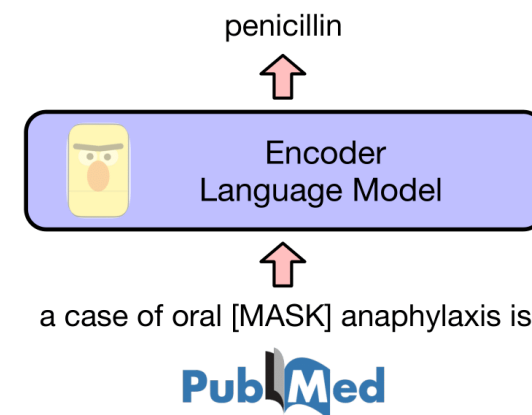 penicillin
Encoder
Language Model
a case of oral [MASK] anaphylaxis is
PubMed